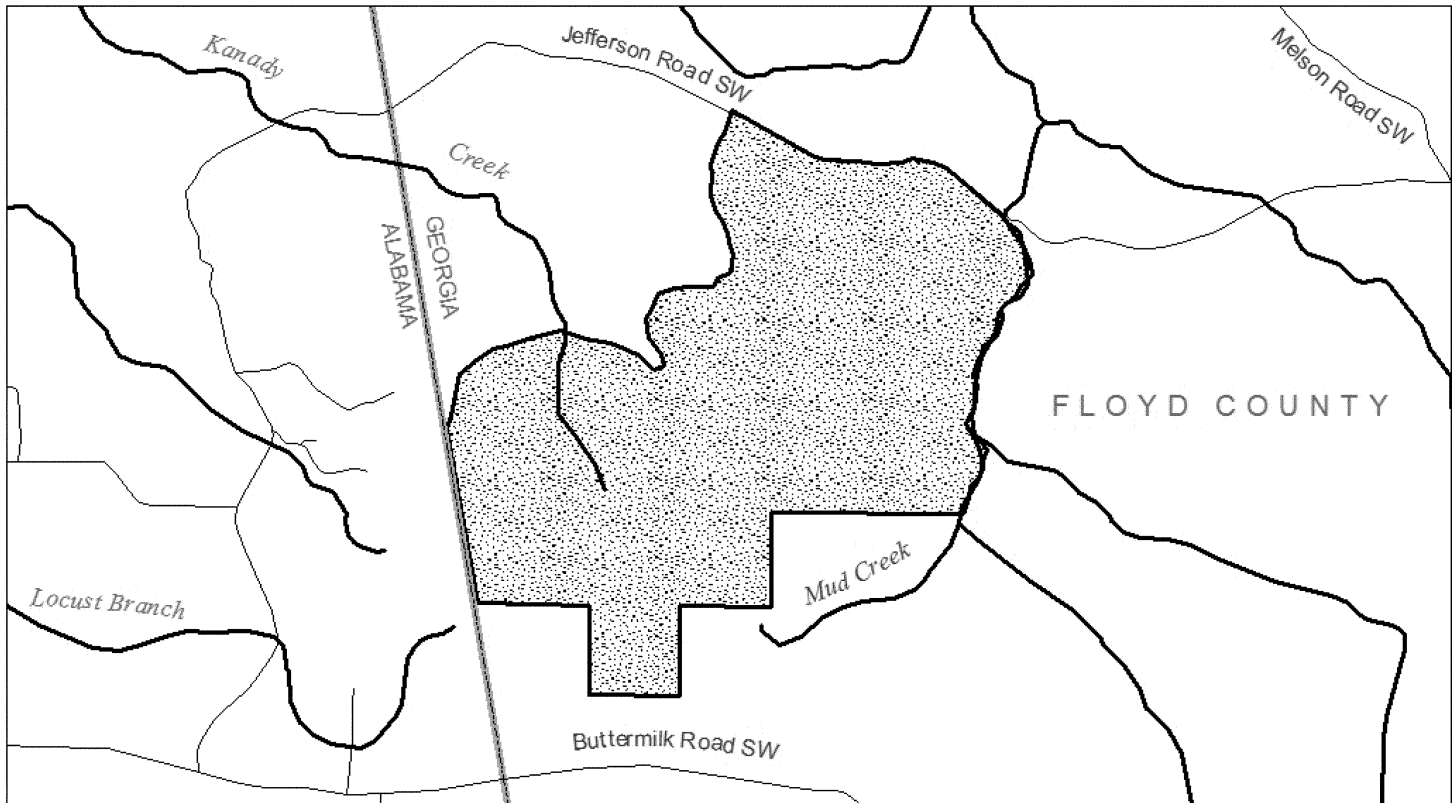 Kanady
Jefferson Road SW
Melson Road SW
Creek
GEORGIA
ALABAMA
FLOYD COUNTY
Mud Creek
Locust Branch
Buttermilk Road SW